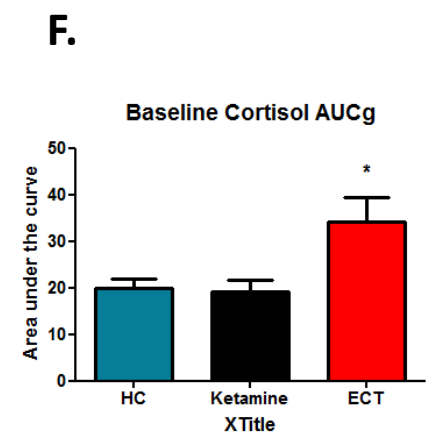 F.
Baseline Cortisol AUCg
*
Area under the curve
50
40
30
20
10
0
HC Ketamine ECT
XTitle